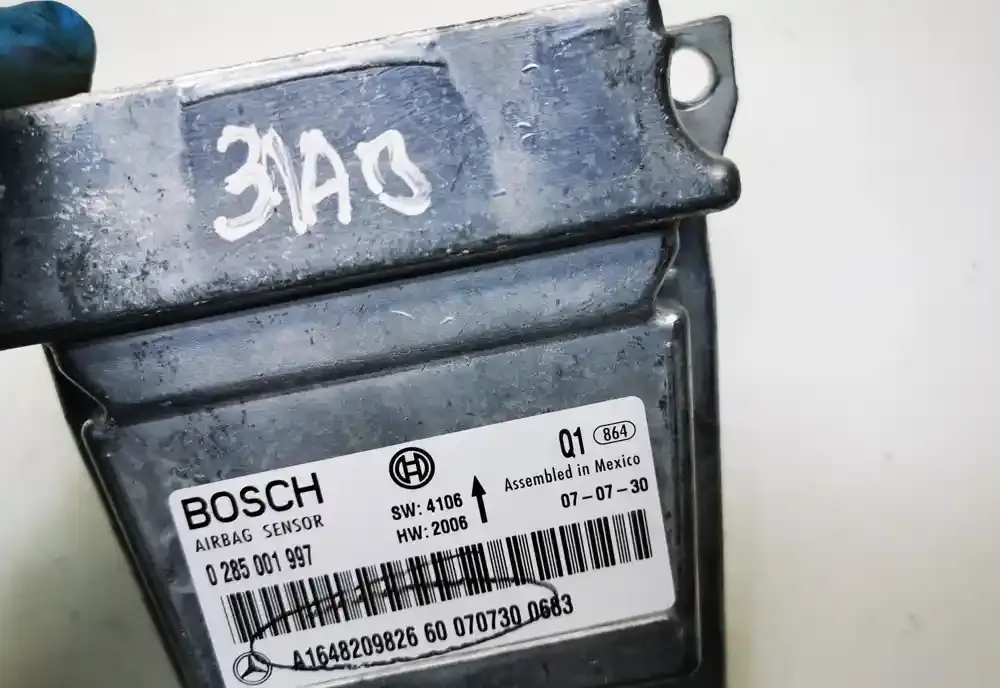 31AB
BOSCH
AIRBAG SENSOR
0 285 001 997
SW: 4106
HW: 2006
Q1 864
Assembled in Mexico
07-07-30
A1648209826 60 070730 0683